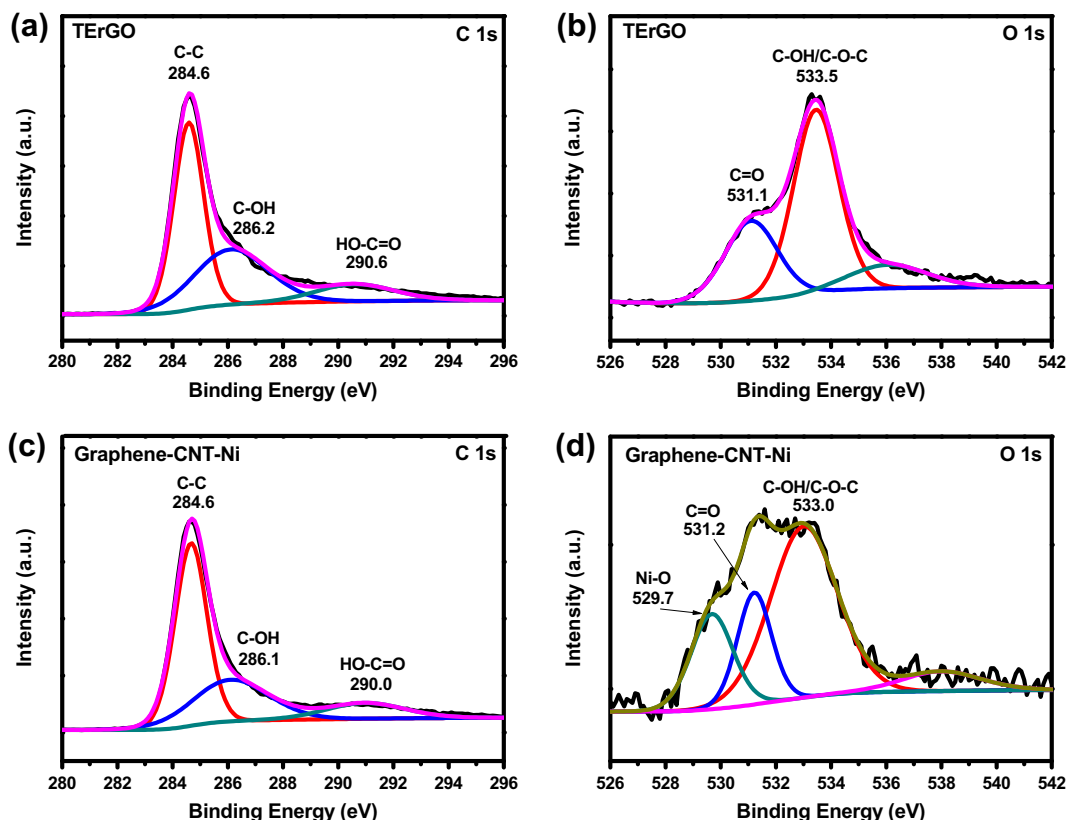 (a)
TErGO
C 1s
C-C
284.6
C-OH
286.2
HO-C=O
290.6
Intensity (a.u.)
280 282 284 286 288 290 292 294 296
Binding Energy (eV)
(b)
TErGO
O 1s
C-OH/C-O-C
533.5
C=O
531.1
Intensity (a.u.)
526 528 530 532 534 536 538 540 542
Binding Energy (eV)
(c)
Graphene-CNT-Ni
C 1s
C-C
284.6
C-OH
286.1
HO-C=O
290.0
Intensity (a.u.)
280 282 284 286 288 290 292 294 296
Binding Energy (eV)
(d)
Graphene-CNT-Ni
O 1s
C-OH/C-O-C
533.0
C=O
531.2
Ni-O
529.7
Intensity (a.u.)
526 528 530 532 534 536 538 540 542
Binding Energy (eV)